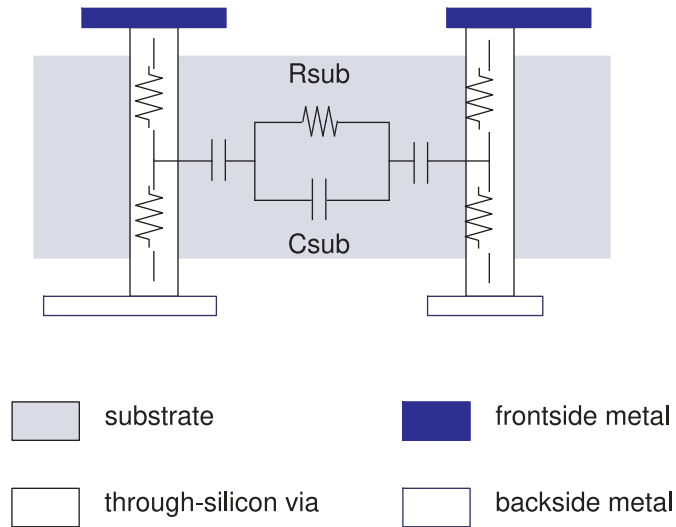 Rsub
Csub
substrate
frontside metal
through-silicon via
backside metal